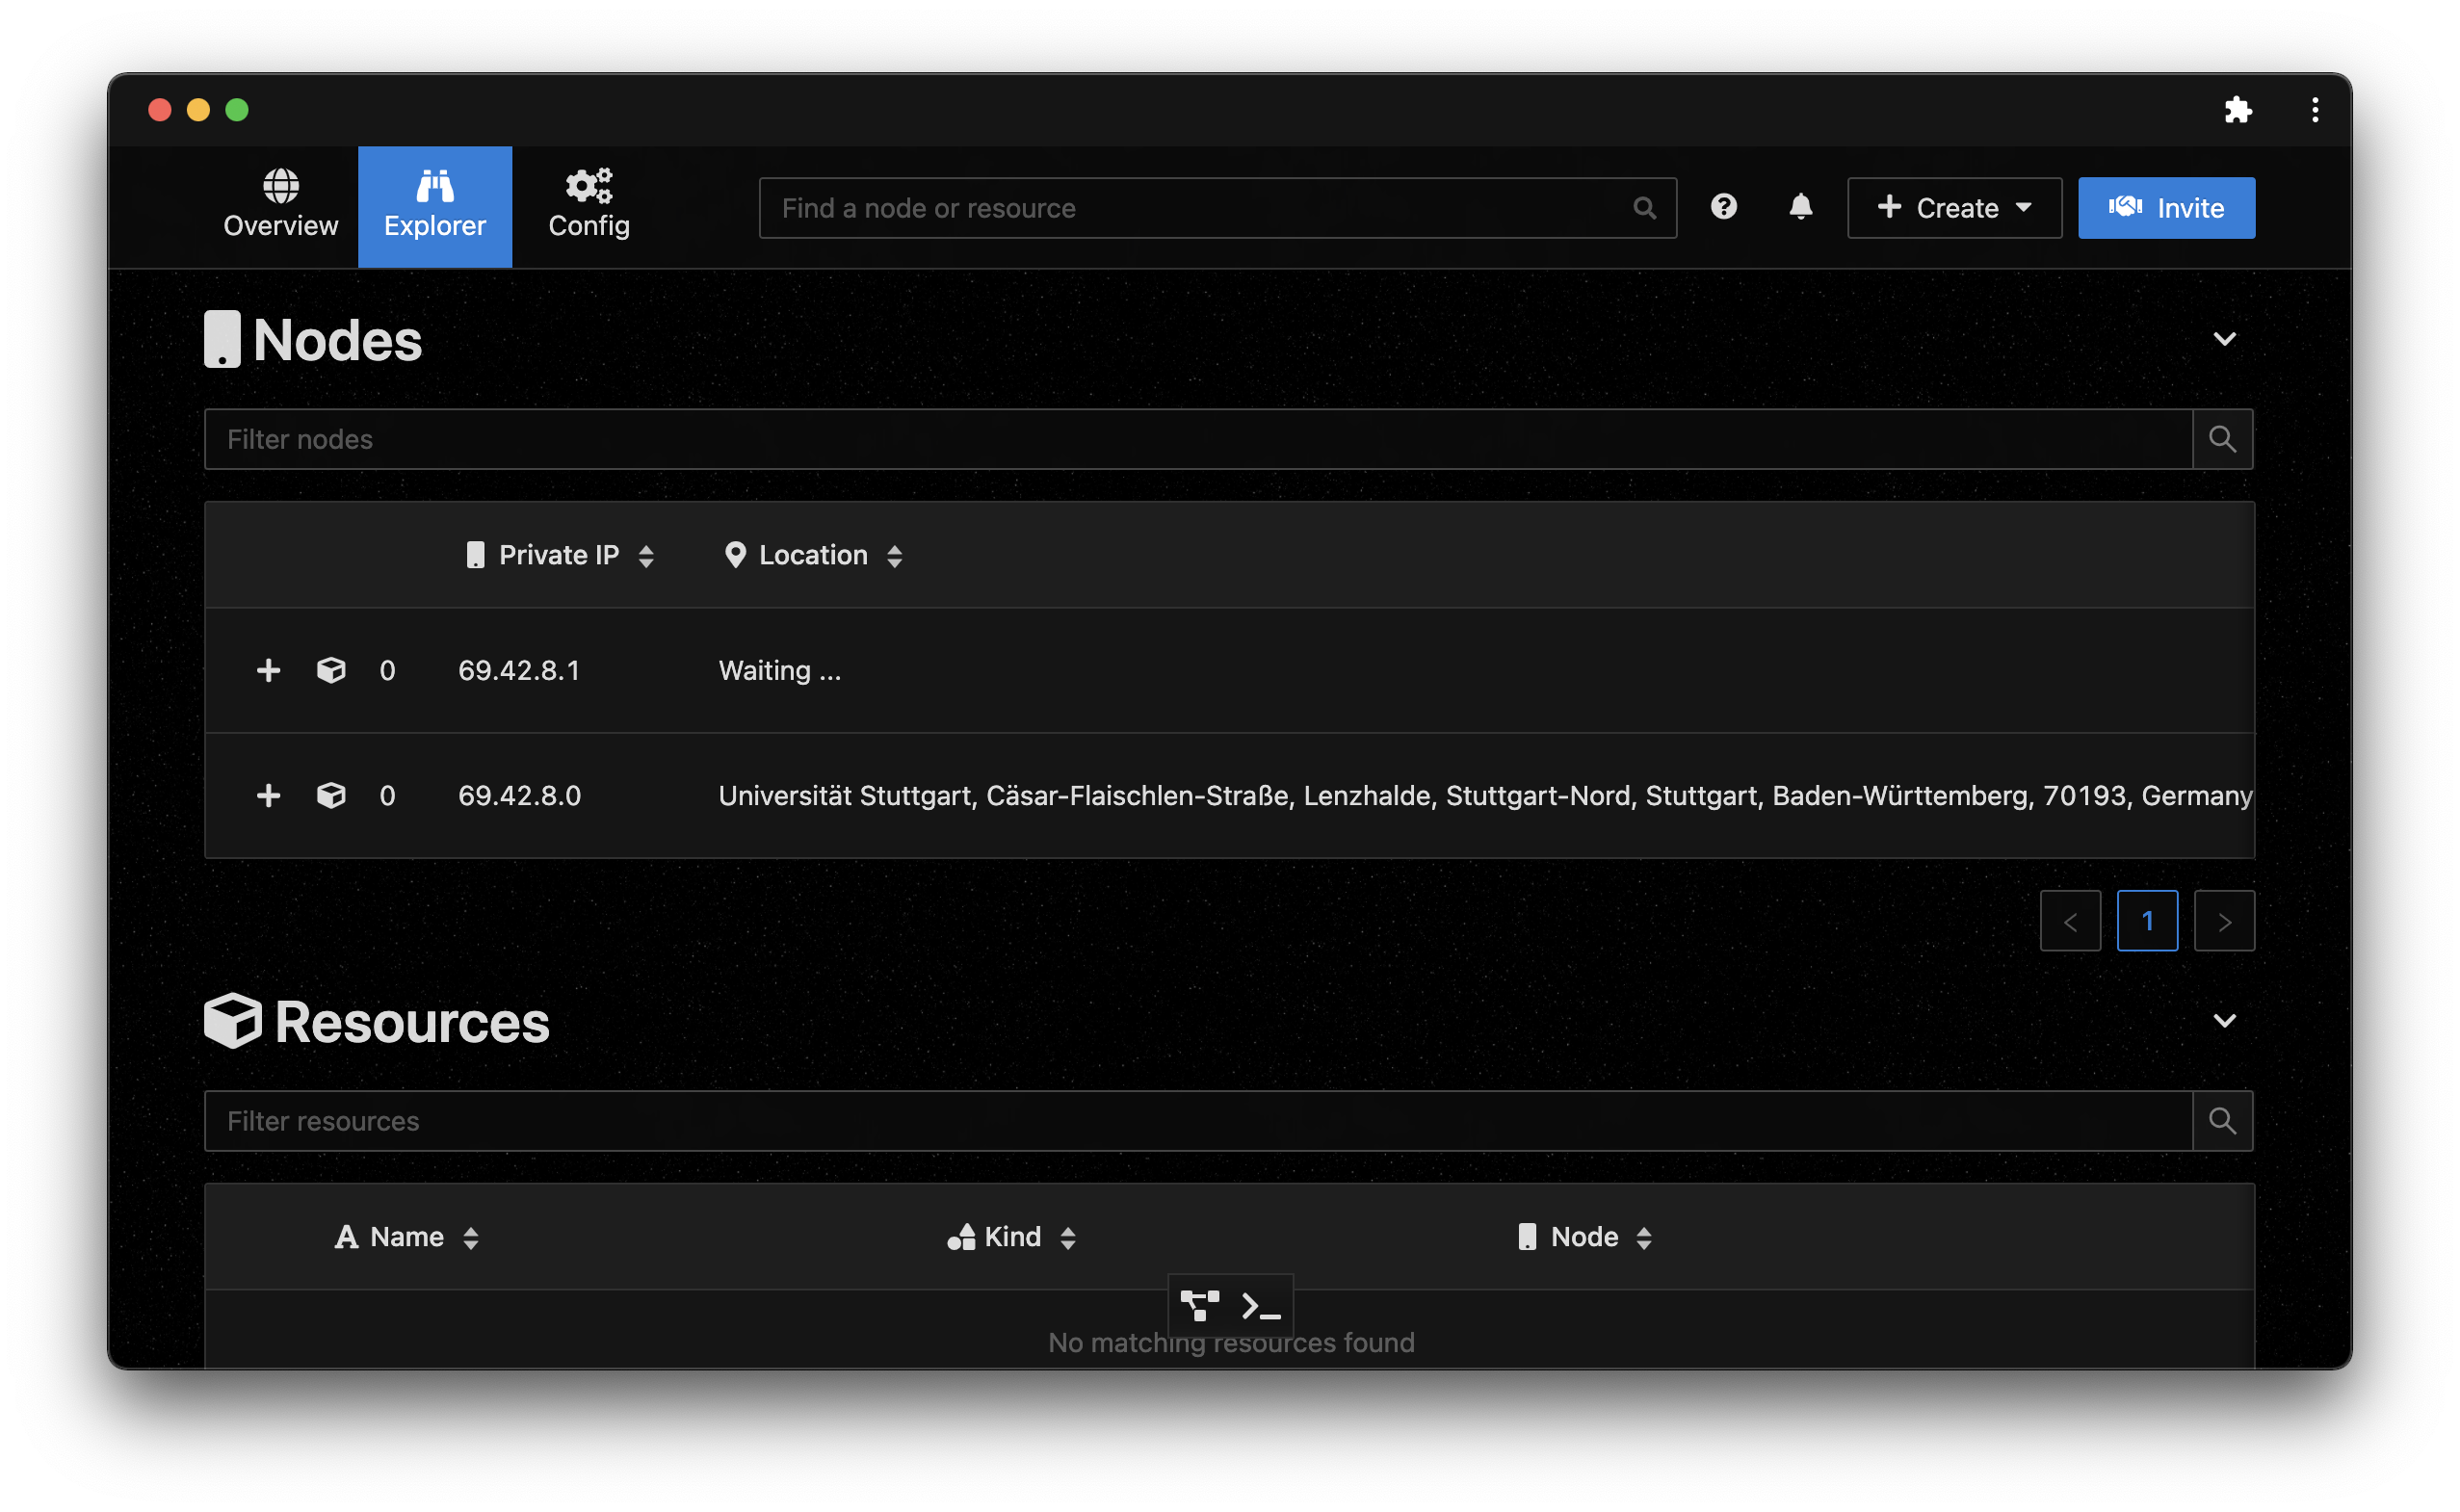 Overview
Explorer
Config
Find a node or resource
Create
Invite
Nodes
Filter nodes
Private IP Location
0 69.42.8.1 Waiting ...
0 69.42.8.0 Universität Stuttgart, Cäsar-Flaischlen-Straße, Lenzhalde, Stuttgart-Nord, Stuttgart, Baden-Württemberg, 70193, Germany
< 1 >
Resources
Filter resources
Name Kind Node
No matching resources found